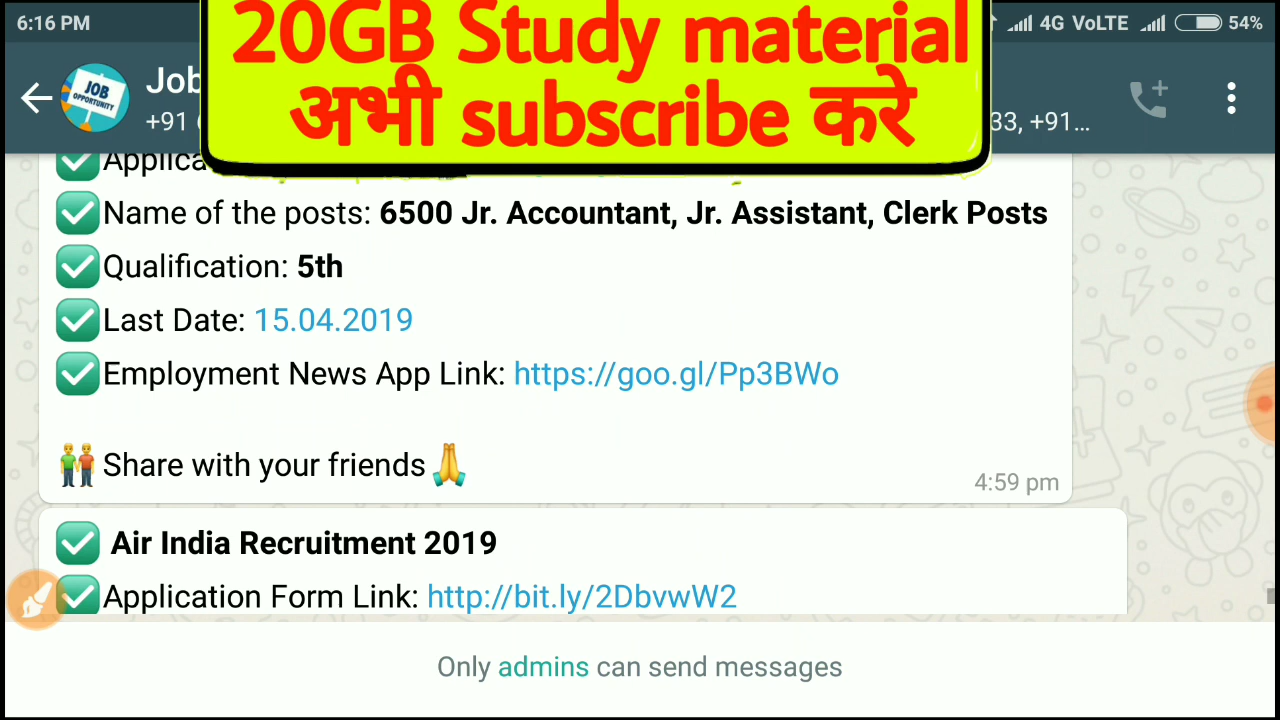 6:16 PM
4G VoLTE 54%
20GB Study material
अभी subscribe करे
JOB
OPPORTUNITY
Job
+91 33, +91...
Applica
Name of the posts: 6500 Jr. Accountant, Jr. Assistant, Clerk Posts
Qualification: 5th
Last Date: 15.04.2019
Employment News App Link: https://goo.gl/Pp3BWo
Share with your friends
4:59 pm
Air India Recruitment 2019
Application Form Link: http://bit.ly/2DbvwW2
Only admins can send messages